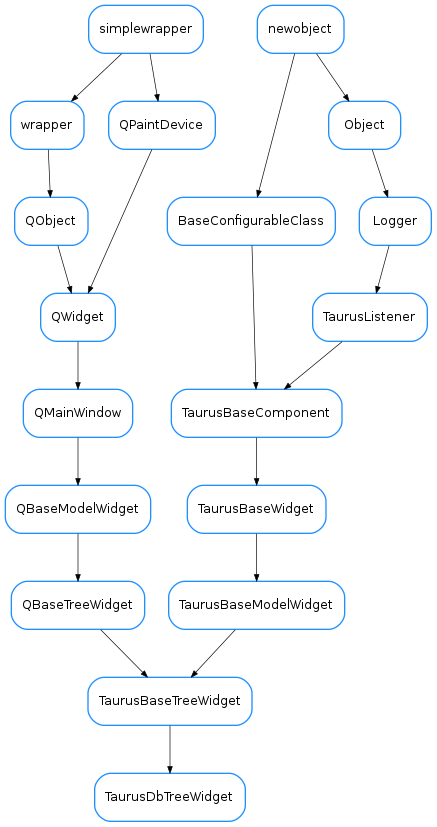 simplewrapper
newobject
wrapper
QPaintDevice
Object
QObject
BaseConfigurableClass
Logger
QWidget
TaurusListener
QMainWindow
TaurusBaseComponent
QBaseModelWidget
TaurusBaseWidget
QBaseTreeWidget
TaurusBaseModelWidget
TaurusBaseTreeWidget
TaurusDbTreeWidget